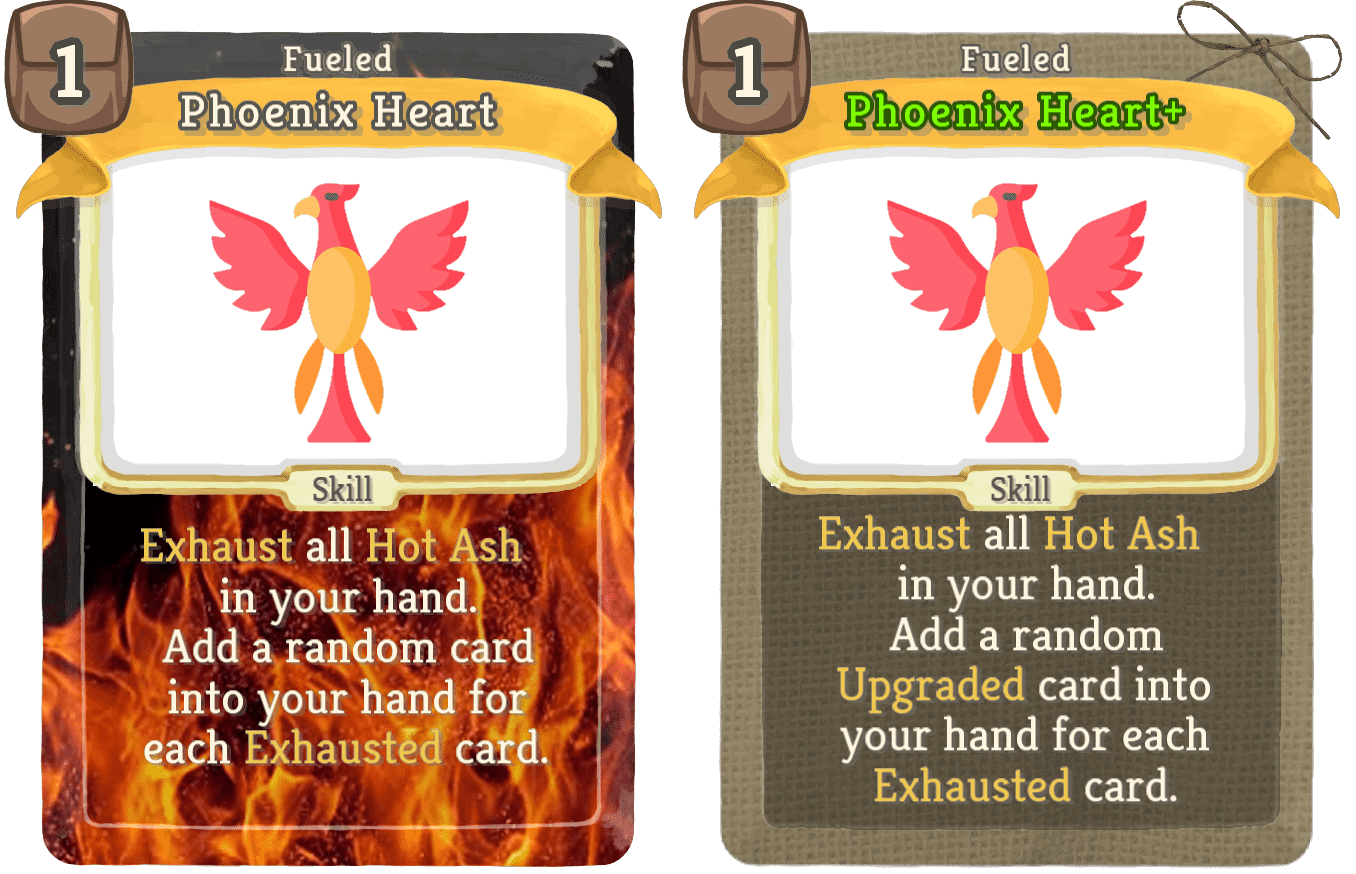 1
Fueled
Phoenix Heart
Skill
Exhaust all Hot Ash
in your hand.
Add a random card
into your hand for
each Exhausted card.
1
Fueled
Phoenix Heart+
Skill
Exhaust all Hot Ash
in your hand.
Add a random
Upgraded card into
your hand for each
Exhausted card.